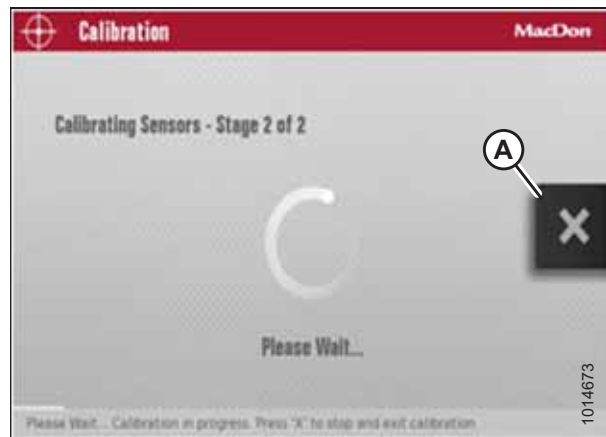 Calibration
MacDon
Calibrating Sensors - Stage 2 of 2
A
X
Please Wait...
1014673
Please Wait... Calibration in progress. Press "X" to stop and exit calibration